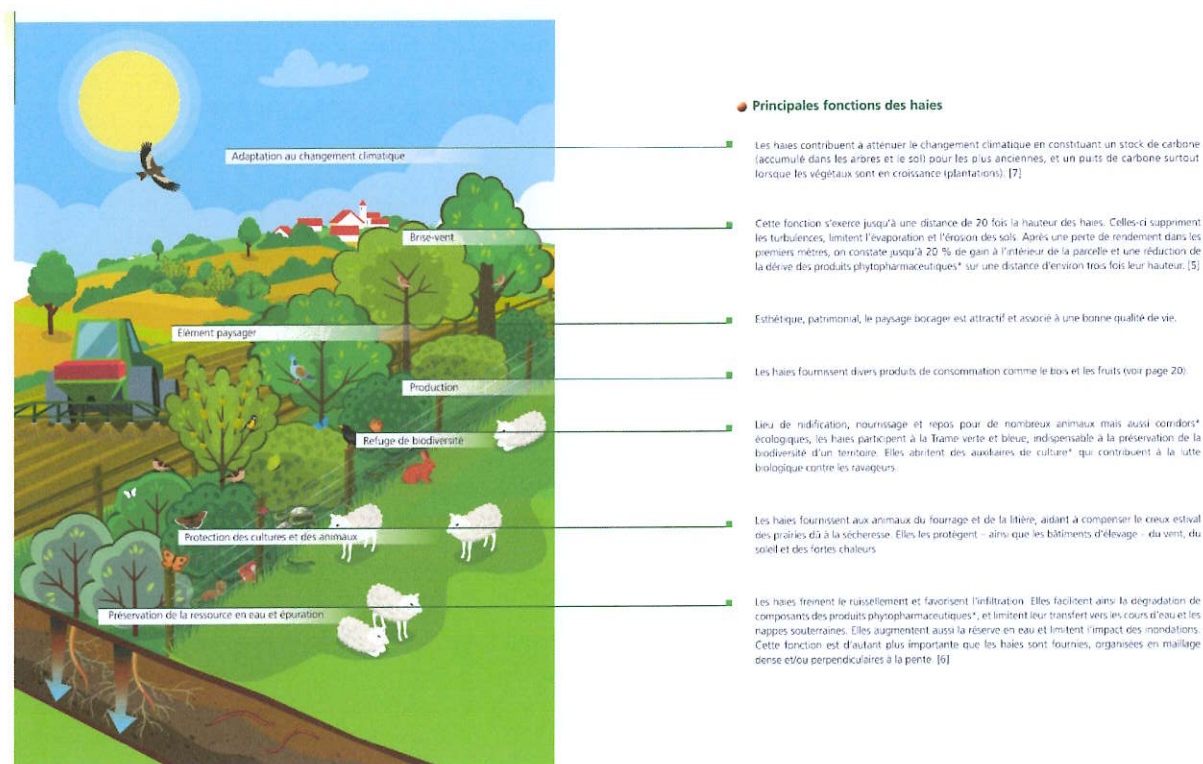 Principales fonctions des haies
Adaptation au changement climatique
Les haies contribuent à atténuer le changement climatique en constituant un stock de carbone
(accumulé dans les arbres et le sol) pour les plus anciennes, et un puits de carbone surtout
lorsque les végétaux sont en croissance (plantations). [7]
Brise-vent
Cette fonction s'exerce jusqu'à une distance de 20 fois la hauteur des haies. Celles-ci suppriment
les turbulences, limitent l'évaporation et l'érosion des sols. Après une perte de rendement dans les
premiers mètres, on constate jusqu'à 20 % de gain à l'intérieur de la parcelle et une réduction de
la dérive des produits phytopharmaceutiques* sur une distance d'environ trois fois leur hauteur. [5]
Elément paysager
Esthétique, patrimonial, le paysage bocager est attractif et associé à une bonne qualité de vie.
Production
Les haies fournissent divers produits de consommation comme le bois et les fruits (voir page 20).
Refuge de biodiversité
Lieu de nidification, nourrissage et repos pour de nombreux animaux mais aussi corridors*
écologiques, les haies participent à la Trame verte et bleue, indispensable à la préservation de la
biodiversité d'un territoire. Elles abritent des auxiliaires de culture* qui contribuent à la lutte
biologique contre les ravageurs.
Protection des cultures et des animaux
Les haies fournissent aux animaux du fourrage et de la litière, aidant à compenser le creux estival
des prairies dû à la sécheresse. Elles les protègent – ainsi que les bâtiments d'élevage – du vent, du
soleil et des fortes chaleurs.
Préservation de la ressource en eau et épuration
Les haies freinent le ruissellement et favorisent l'infiltration. Elles facilitent ainsi la dégradation de
composants des produits phytopharmaceutiques*, et limitent leur transfert vers les cours d'eau et les
nappes souterraines. Elles augmentent aussi la réserve en eau et limitent l'impact des inondations.
Cette fonction est d'autant plus importante que les haies sont fournies, organisées en maillage
dense et/ou perpendiculaires à la pente. [6]